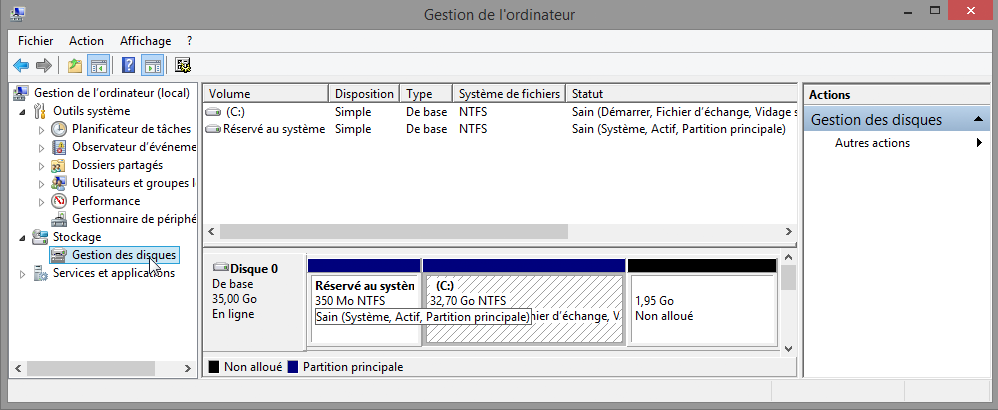 Gestion de l'ordinateur
Fichier Action Affichage ?
Gestion de l'ordinateur (local)
Outils système
Planificateur de tâches
Observateur d'événeme
Dossiers partagés
Utilisateurs et groupes l
Performance
Gestionnaire de périphé
Stockage
Gestion des disques
Services et applications
Volume Disposition Type Système de fichiers Statut
(C:) Simple De base NTFS Sain (Démarrer, Fichier d'échange, Vidage s
Réservé au système Simple De base NTFS Sain (Système, Actif, Partition principale)
Disque 0
De base
35,00 Go
En ligne
Réservé au systèn
350 Mo NTFS
Sain (Système, Actif, Partition principale)
(C:)
32,70 Go NTFS
hier d'échange, V
1,95 Go
Non alloué
Non alloué Partition principale
Actions
Gestion des disques
Autres actions